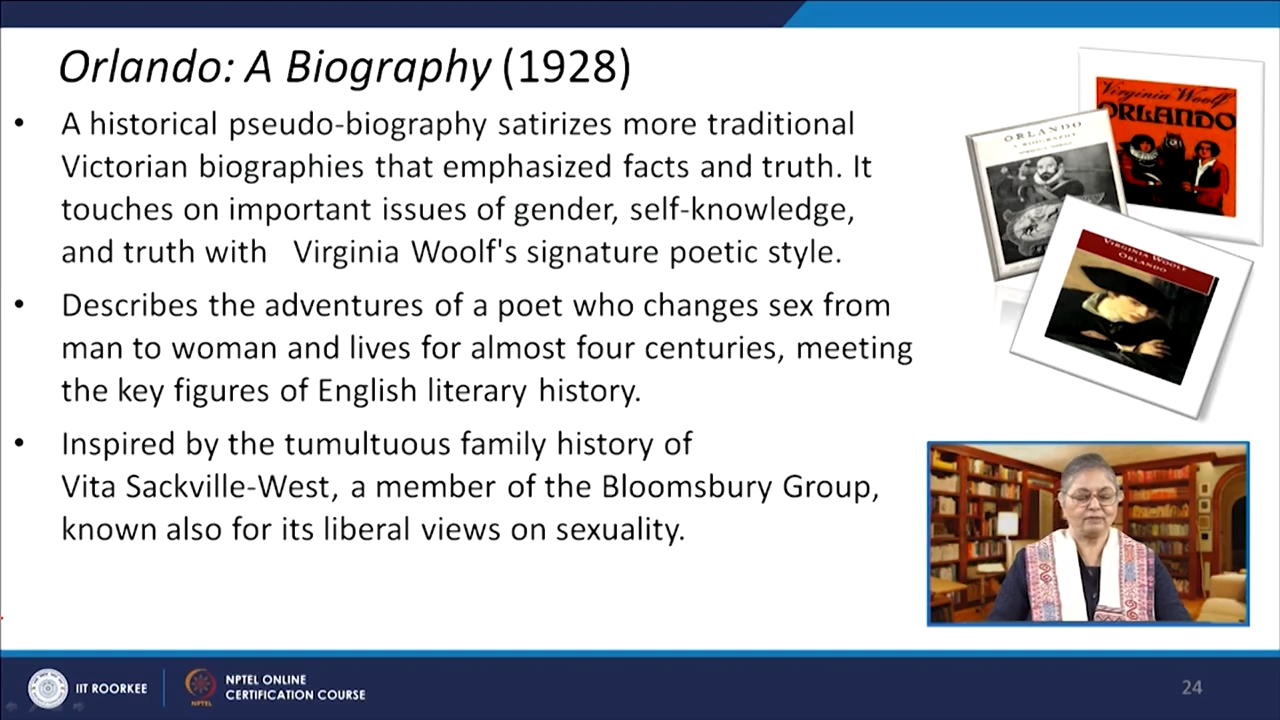 Orlando: A Biography (1928)
• A historical pseudo-biography satirizes more traditional
Victorian biographies that emphasized facts and truth. It
touches on important issues of gender, self-knowledge,
and truth with Virginia Woolf's signature poetic style.
• Describes the adventures of a poet who changes sex from
man to woman and lives for almost four centuries, meeting
the key figures of English literary history.
• Inspired by the tumultuous family history of
Vita Sackville-West, a member of the Bloomsbury Group,
known also for its liberal views on sexuality.
Virginia Woolf
ORLANDO
ORLANDO
A BIOGRAPHY
VIRGINIA WOOLF
ORLANDO
IIT ROORKEE
NPTEL
NPTEL ONLINE
CERTIFICATION COURSE
24